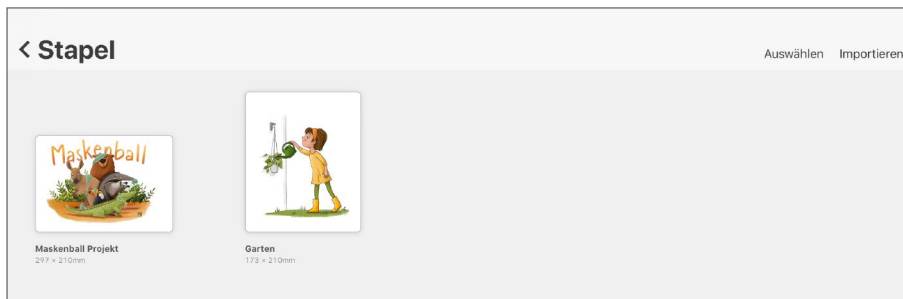 Stapel
Auswählen Importieren
Maskenball
Maskenball Projekt
297 × 210mm
Garten
173 × 210mm